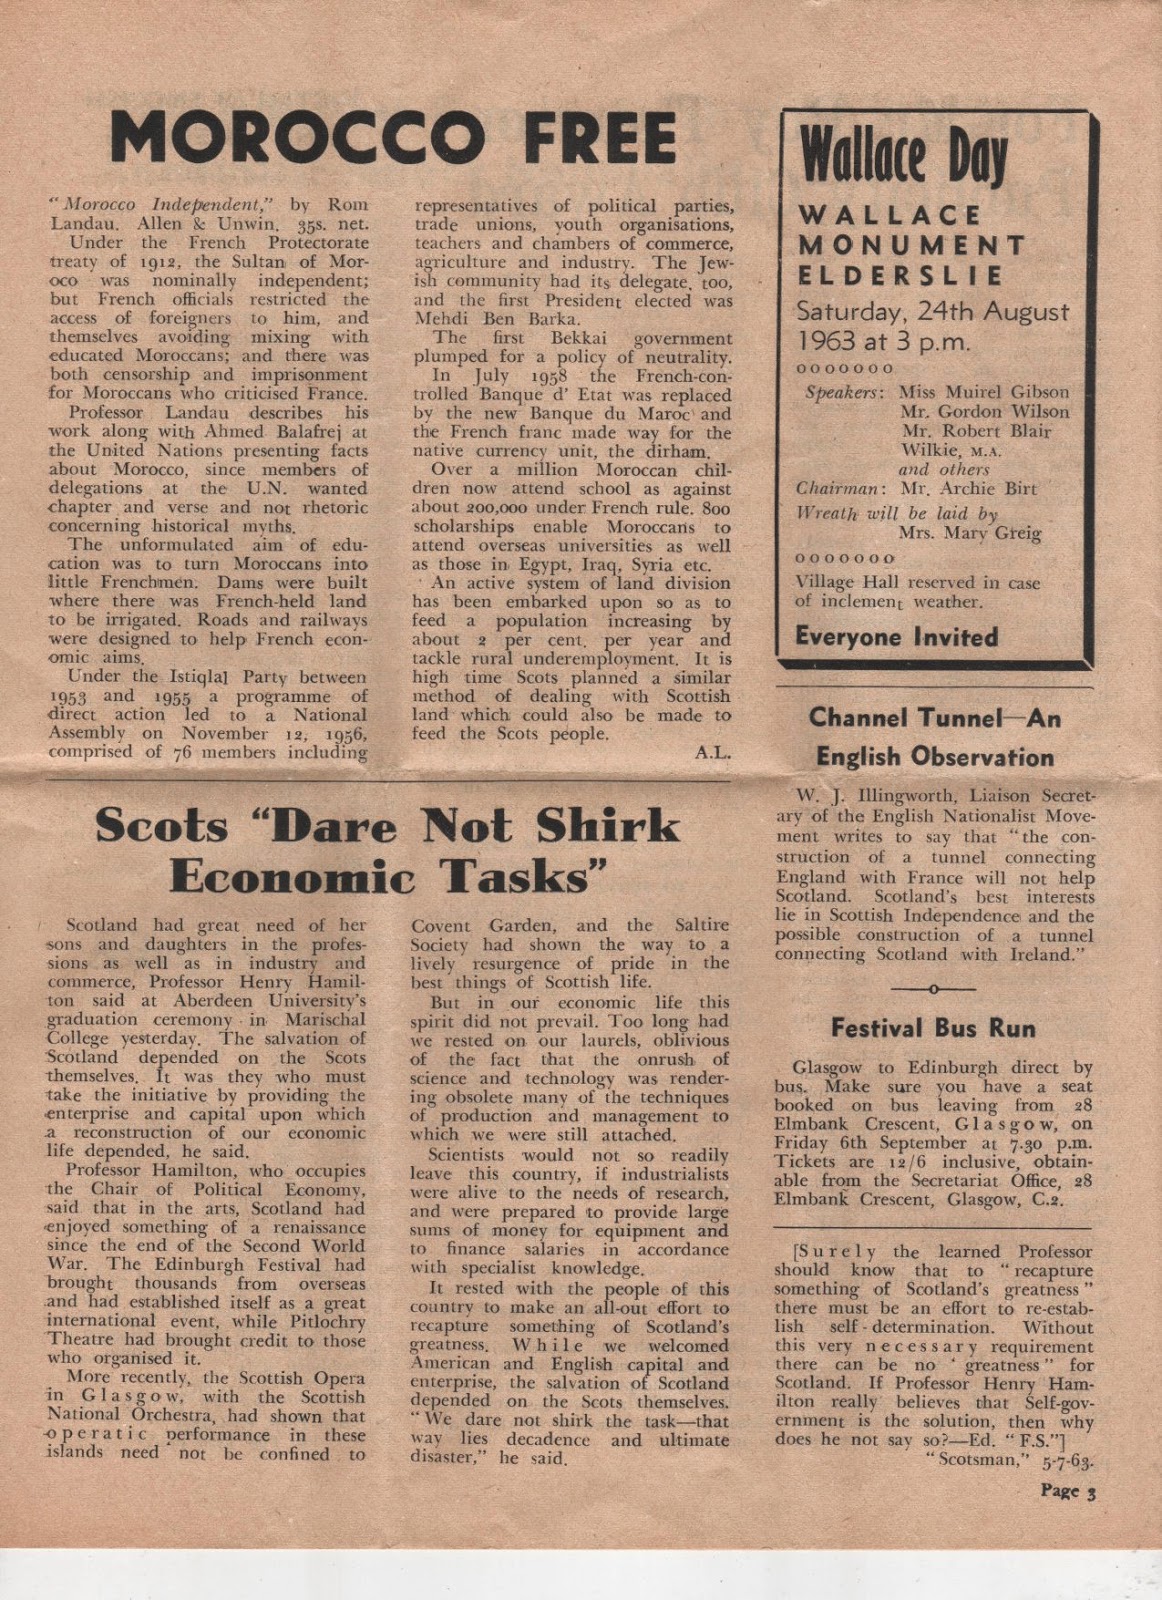 MOROCCO FREE
"Morocco Independent," by Rom
Landau. Allen & Unwin. 35s. net.
Under the French Protectorate
treaty of 1912, the Sultan of Mor-
occo was nominally independent;
but French officials restricted the
access of foreigners to him, and
themselves avoiding mixing with
educated Moroccans; and there was
both censorship and imprisonment
for Moroccans who criticised France.
Professor Landau describes his
work along with Ahmed Balafrej at
the United Nations presenting facts
about Morocco, since members of
delegations at the U.N. wanted
chapter and verse and not rhetoric
concerning historical myths.
The unformulated aim of edu-
cation was to turn Moroccans into
little Frenchmen. Dams were built
where there was French-held land
to be irrigated. Roads and railways
were designed to help French econ-
omic aims.
Under the Istiqlal Party between
1953 and 1955 a programme of
direct action led to a National
Assembly on November 12, 1956,
comprised of 76 members including
representatives of political parties,
trade unions, youth organisations,
teachers and chambers of commerce,
agriculture and industry. The Jew-
ish community had its delegate, too,
and the first President elected was
Mehdi Ben Barka.
The first Bekkai government
plumped for a policy of neutrality.
In July 1958 the French-con-
trolled Banque d' Etat was replaced
by the new Banque du Maroc and
the French franc made way for the
native currency unit, the dirham.
Over a million Moroccan chil-
dren now attend school as against
about 200,000 under French rule. 800
scholarships enable Moroccans to
attend overseas universities as well
as those in Egypt, Iraq, Syria etc.
An active system of land division
has been embarked upon so as to
feed a population increasing by
about 2 per cent. per year and
tackle rural underemployment. It is
high time Scots planned a similar
method of dealing with Scottish
land which could also be made to
feed the Scots people.
A.L.
Wallace Day
WALLACE
MONUMENT
ELDERSLIE
Saturday, 24th August
1963 at 3 p.m.
ooooooo
Speakers: Miss Muirel Gibson
Mr. Gordon Wilson
Mr. Robert Blair
Wilkie, M.A.
and others
Chairman: Mr. Archie Birt
Wreath will be laid by
Mrs. Mary Greig
ooooooo
Village Hall reserved in case
of inclement weather.
Everyone Invited
Channel Tunnel—An
English Observation
W. J. Illingworth, Liaison Secret-
ary of the English Nationalist Move-
ment writes to say that "the con-
struction of a tunnel connecting
England with France will not help
Scotland. Scotland's best interests
lie in Scottish Independence and the
possible construction of a tunnel
connecting Scotland with Ireland."
Festival Bus Run
Glasgow to Edinburgh direct by
bus. Make sure you have a seat
booked on bus leaving from 28
Elmbank Crescent, Glasgow, on
Friday 6th September at 7.30 p.m.
Tickets are 12/6 inclusive, obtain-
able from the Secretariat Office, 28
Elmbank Crescent, Glasgow, C.2.
Scots "Dare Not Shirk
Economic Tasks"
Scotland had great need of her
sons and daughters in the profes-
sions as well as in industry and
commerce, Professor Henry Hamil-
ton said at Aberdeen University's
graduation ceremony in Marischal
College yesterday. The salvation of
Scotland depended on the Scots
themselves. It was they who must
take the initiative by providing the
enterprise and capital upon which
a reconstruction of our economic
life depended, he said.
Professor Hamilton, who occupies
the Chair of Political Economy,
said that in the arts, Scotland had
enjoyed something of a renaissance
since the end of the Second World
War. The Edinburgh Festival had
brought thousands from overseas
and had established itself as a great
international event, while Pitlochry
Theatre had brought credit to those
who organised it.
More recently, the Scottish Opera
in Glasgow, with the Scottish
National Orchestra, had shown that
operatic performance in these
islands need not be confined to
Covent Garden, and the Saltire
Society had shown the way to a
lively resurgence of pride in the
best things of Scottish life.
But in our economic life this
spirit did not prevail. Too long had
we rested on our laurels, oblivious
of the fact that the onrush of
science and technology was render-
ing obsolete many of the techniques
of production and management to
which we were still attached.
Scientists would not so readily
leave this country, if industrialists
were alive to the needs of research,
and were prepared to provide large
sums of money for equipment and
to finance salaries in accordance
with specialist knowledge.
It rested with the people of this
country to make an all-out effort to
recapture something of Scotland's
greatness. While we welcomed
American and English capital and
enterprise, the salvation of Scotland
depended on the Scots themselves.
"We dare not shirk the task—that
way lies decadence and ultimate
disaster," he said.
[Surely the learned Professor
should know that to "recapture
something of Scotland's greatness"
there must be an effort to re-estab-
lish self-determination. Without
this very necessary requirement
there can be no ' greatness" for
Scotland. If Professor Henry Ham-
ilton really believes that Self-gov-
ernment is the solution, then why
does he not say so?—Ed. "F.S."]
"Scotsman," 5-7-63.
Page 3